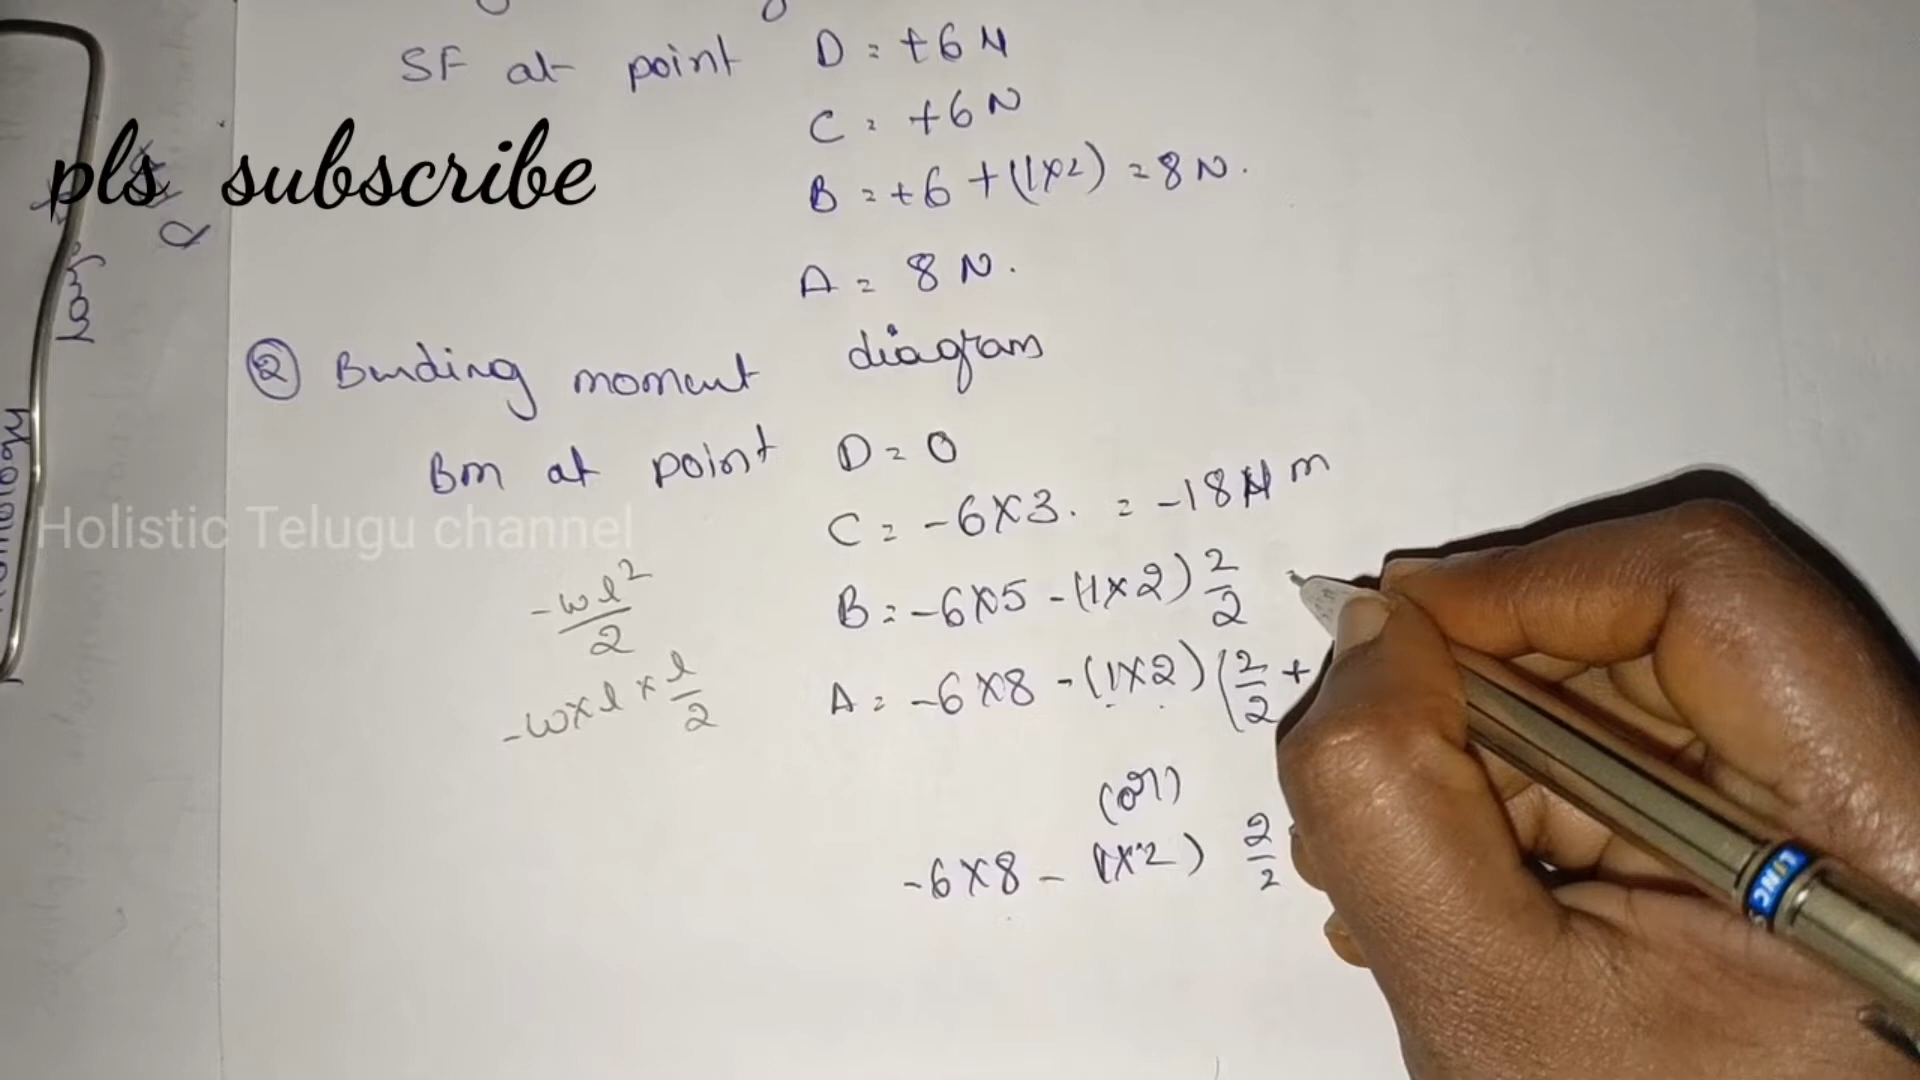 SF at point D = +6 N
C = +6 N
pls subscribe
B = +6 + (1×2) = 8 N.
A = 8 N.
② Bending moment diagram
Bm at point D = 0
C = -6×3. = -18 N m
Holistic Telugu channel
B = -6×5 - (1×2) 2/2
-wl²/2
A = -6×8 - (1×2) (2/2 +
-w×l×l/2
(or)
-6×8 - (1×2) 2/2
LINC